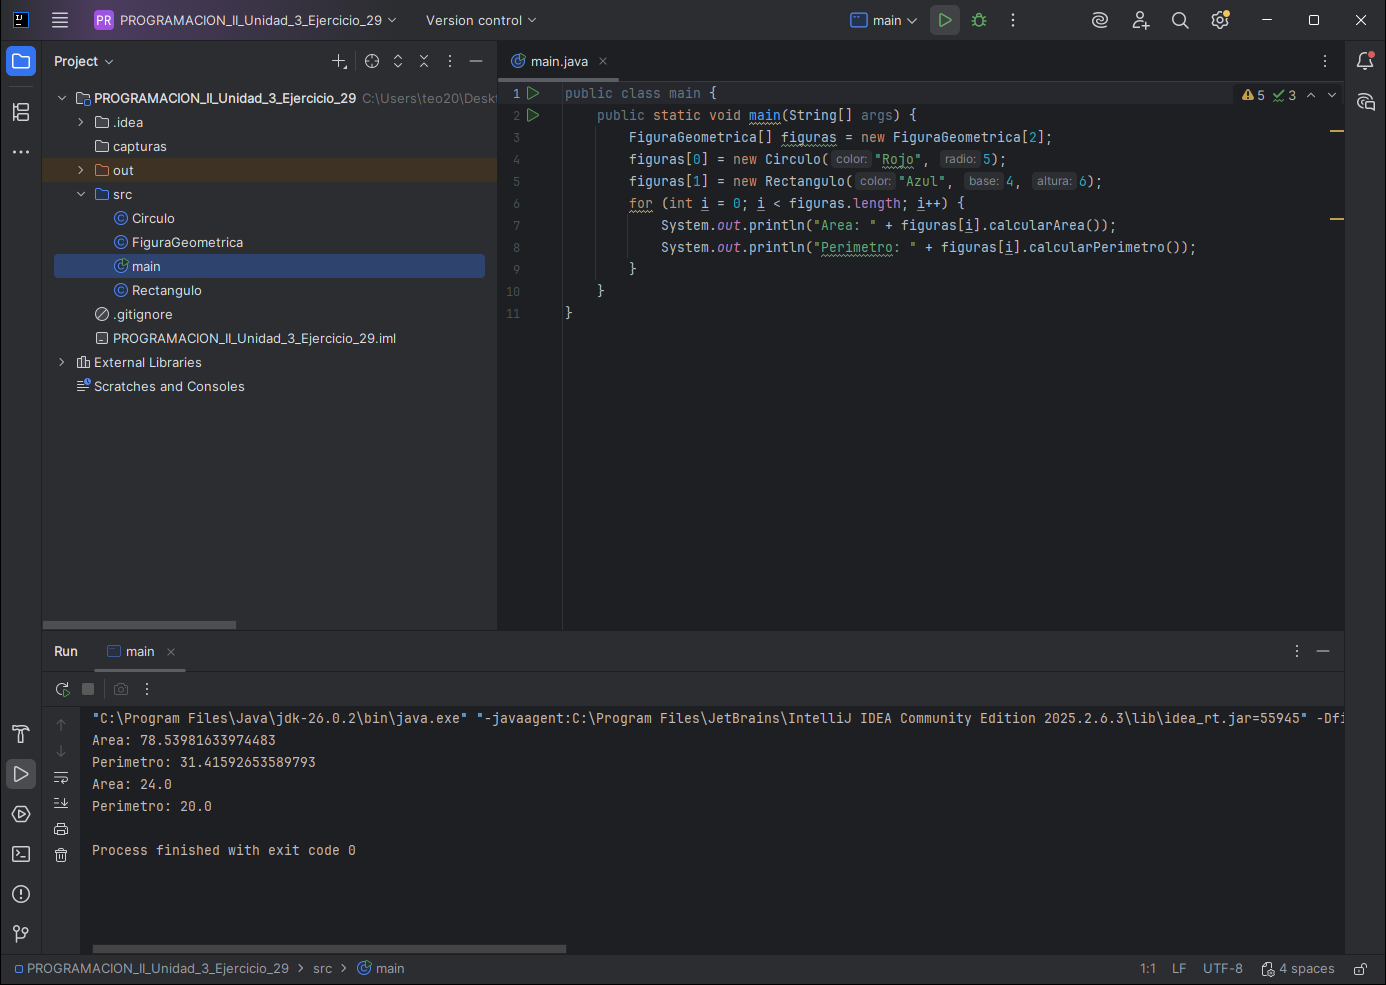 PR PROGRAMACION_II_Unidad_3_Ejercicio_29 Version control main
Project
main.java
PROGRAMACION_II_Unidad_3_Ejercicio_29 C:\Users\teo20\Deskt
.idea
capturas
out
src
Circulo
FiguraGeometrica
main
Rectangulo
.gitignore
PROGRAMACION_II_Unidad_3_Ejercicio_29.iml
External Libraries
Scratches and Consoles
5 3
1 public class main {
2 public static void main(String[] args) {
3 FiguraGeometrica[] figuras = new FiguraGeometrica[2];
4 figuras[0] = new Circulo( color: "Rojo", radio: 5);
5 figuras[1] = new Rectangulo( color: "Azul", base: 4, altura: 6);
6 for (int i = 0; i < figuras.length; i++) {
7 System.out.println("Area: " + figuras[i].calcularArea());
8 System.out.println("Perimetro: " + figuras[i].calcularPerimetro());
9 }
10 }
11 }
Run main
"C:\Program Files\Java\jdk-26.0.2\bin\java.exe" "-javaagent:C:\Program Files\JetBrains\IntelliJ IDEA Community Edition 2025.2.6.3\lib\idea_rt.jar=55945" -Dfi
Area: 78.53981633974483
Perimetro: 31.41592653589793
Area: 24.0
Perimetro: 20.0
Process finished with exit code 0
PROGRAMACION_II_Unidad_3_Ejercicio_29 > src > main 1:1 LF UTF-8 4 spaces